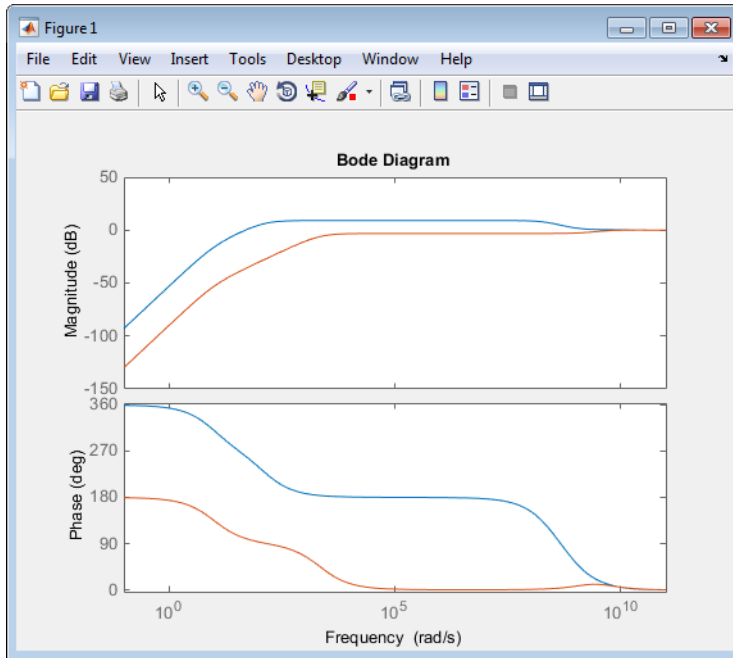 Figure 1
File Edit View Insert Tools Desktop Window Help
Bode Diagram
50
0
-50
-100
-150
Magnitude (dB)
360
270
180
90
0
Phase (deg)
10^0 10^5 10^10
Frequency (rad/s)